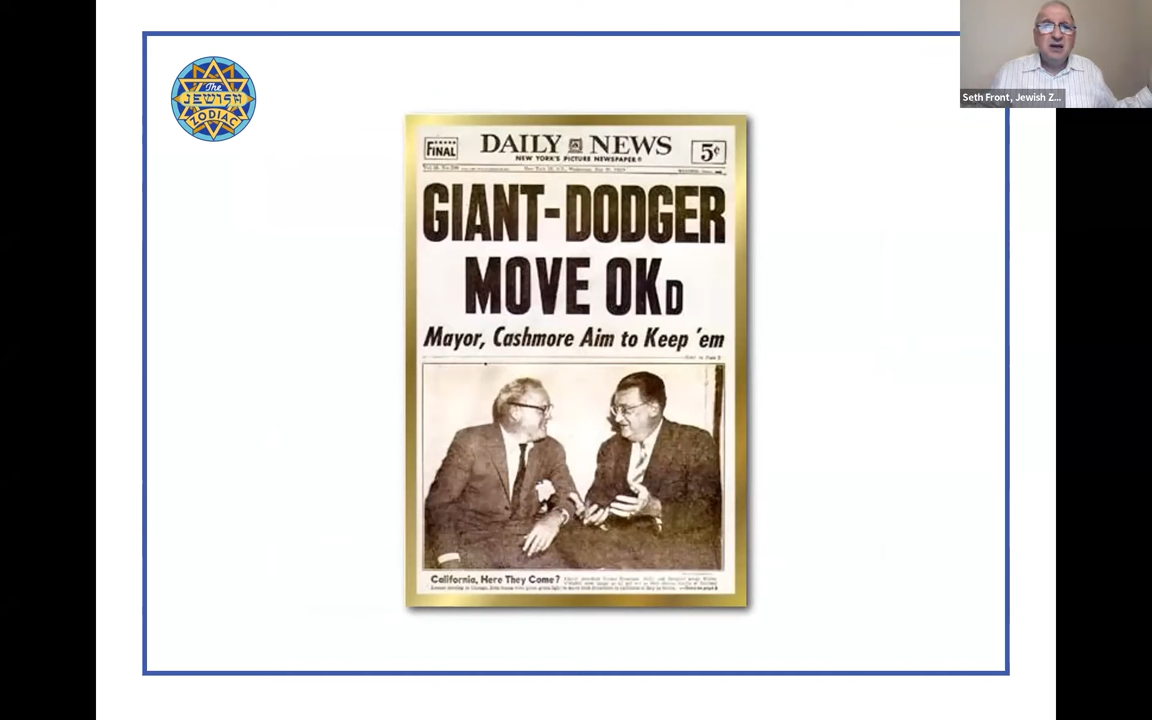 The
JEWISH
ZODIAC
Seth Front, Jewish Z...
FINAL
DAILY NEWS
NEW YORK'S PICTURE NEWSPAPER
5¢
GIANT-DODGER
MOVE OKD
Mayor, Cashmore Aim to Keep 'em
California, Here They Come?